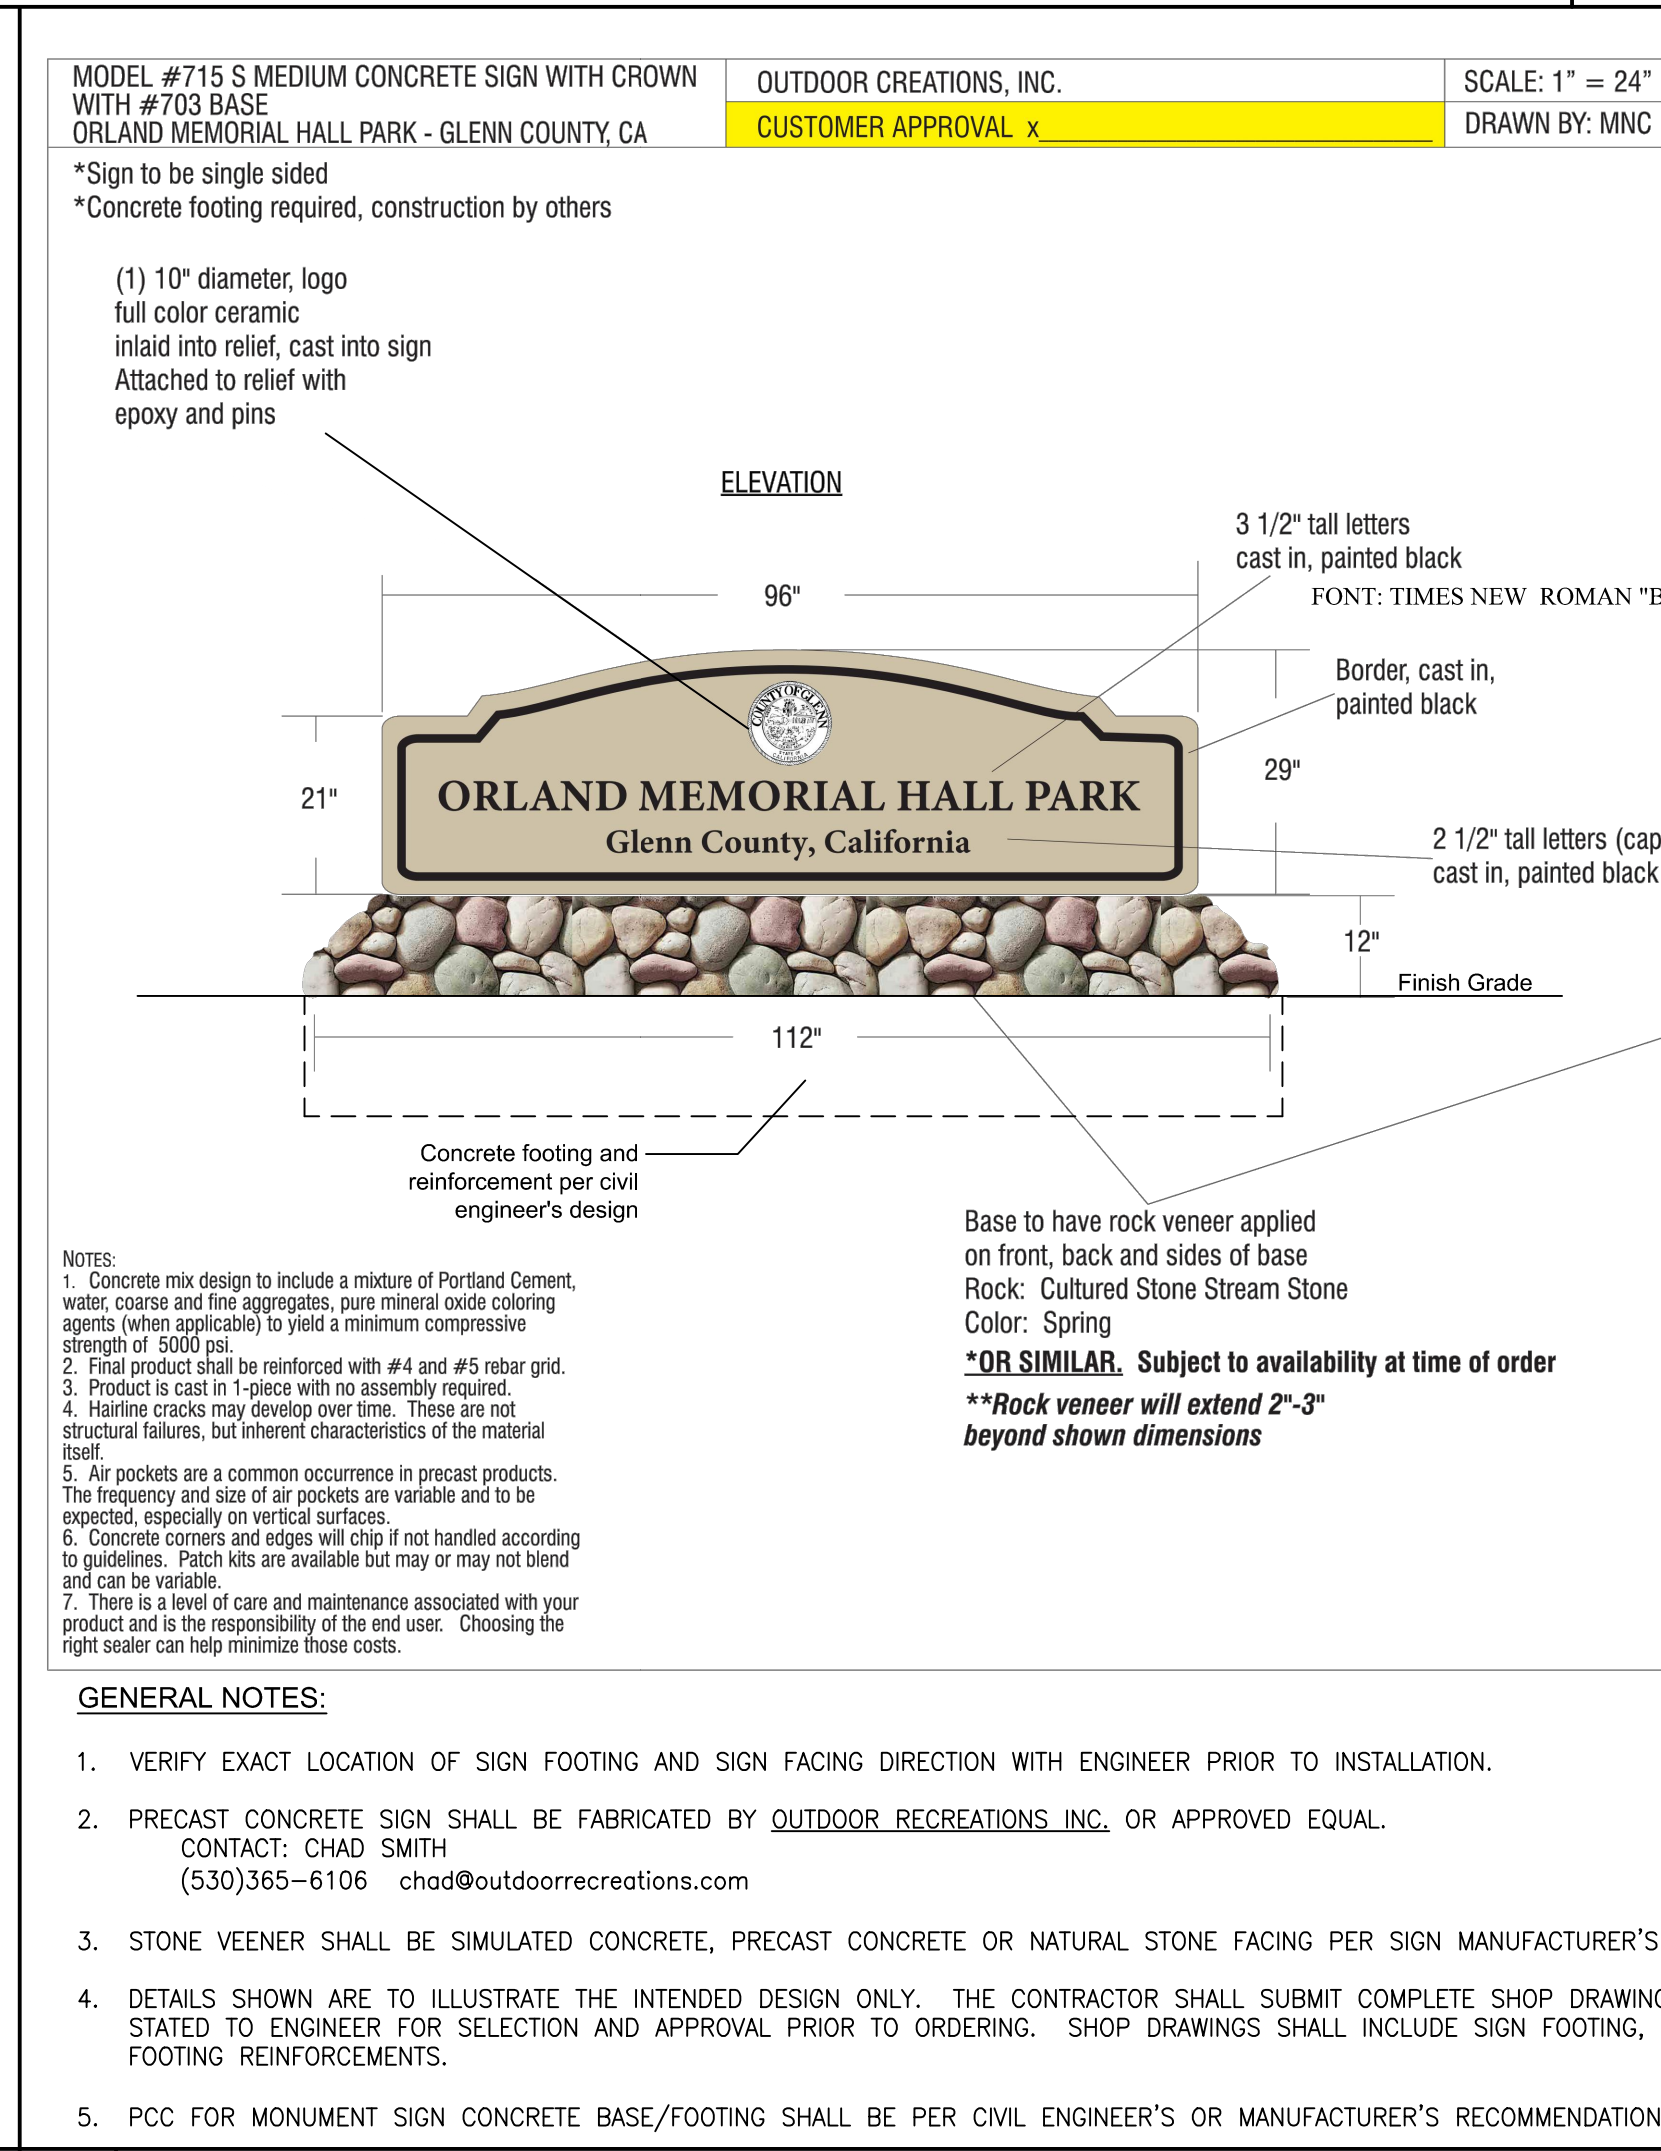 MODEL #715 S MEDIUM CONCRETE SIGN WITH CROWN
WITH #703 BASE
ORLAND MEMORIAL HALL PARK - GLENN COUNTY, CA
OUTDOOR CREATIONS, INC.
CUSTOMER APPROVAL x
SCALE: 1” = 24”
DRAWN BY: MNC
*Sign to be single sided
*Concrete footing required, construction by others
(1) 10" diameter, logo
full color ceramic
inlaid into relief, cast into sign
Attached to relief with
epoxy and pins
ELEVATION
3 1/2" tall letters
cast in, painted black
FONT: TIMES NEW ROMAN "B
96"
Border, cast in,
painted black
COUNTY OF GLENN
STATE OF
CALIFORNIA
29"
21"
ORLAND MEMORIAL HALL PARK
Glenn County, California
2 1/2" tall letters (cap
cast in, painted black
12"
Finish Grade
112"
Concrete footing and
reinforcement per civil
engineer's design
Base to have rock veneer applied
on front, back and sides of base
Rock: Cultured Stone Stream Stone
Color: Spring
*OR SIMILAR. Subject to availability at time of order
**Rock veneer will extend 2"-3"
beyond shown dimensions
NOTES:
1. Concrete mix design to include a mixture of Portland Cement,
water, coarse and fine aggregates, pure mineral oxide coloring
agents (when applicable) to yield a minimum compressive
strength of 5000 psi.
2. Final product shall be reinforced with #4 and #5 rebar grid.
3. Product is cast in 1-piece with no assembly required.
4. Hairline cracks may develop over time. These are not
structural failures, but inherent characteristics of the material
itself.
5. Air pockets are a common occurrence in precast products.
The frequency and size of air pockets are variable and to be
expected, especially on vertical surfaces.
6. Concrete corners and edges will chip if not handled according
to guidelines. Patch kits are available but may or may not blend
and can be variable.
7. There is a level of care and maintenance associated with your
product and is the responsibility of the end user. Choosing the
right sealer can help minimize those costs.
GENERAL NOTES:
1. VERIFY EXACT LOCATION OF SIGN FOOTING AND SIGN FACING DIRECTION WITH ENGINEER PRIOR TO INSTALLATION.
2. PRECAST CONCRETE SIGN SHALL BE FABRICATED BY OUTDOOR RECREATIONS INC. OR APPROVED EQUAL.
CONTACT: CHAD SMITH
(530)365-6106 chad@outdoorrecreations.com
3. STONE VEENER SHALL BE SIMULATED CONCRETE, PRECAST CONCRETE OR NATURAL STONE FACING PER SIGN MANUFACTURER'S
4. DETAILS SHOWN ARE TO ILLUSTRATE THE INTENDED DESIGN ONLY. THE CONTRACTOR SHALL SUBMIT COMPLETE SHOP DRAWING
STATED TO ENGINEER FOR SELECTION AND APPROVAL PRIOR TO ORDERING. SHOP DRAWINGS SHALL INCLUDE SIGN FOOTING,
FOOTING REINFORCEMENTS.
5. PCC FOR MONUMENT SIGN CONCRETE BASE/FOOTING SHALL BE PER CIVIL ENGINEER'S OR MANUFACTURER'S RECOMMENDATION